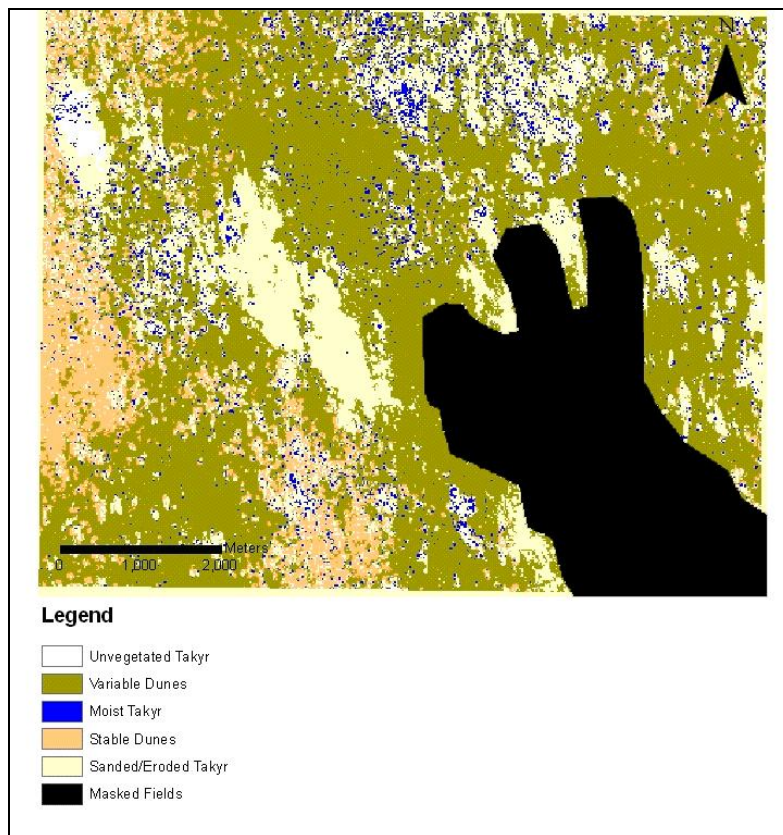 N
Meters
0 1,000 2,000
Legend
Unvegetated Takyr
Variable Dunes
Moist Takyr
Stable Dunes
Sanded/Eroded Takyr
Masked Fields